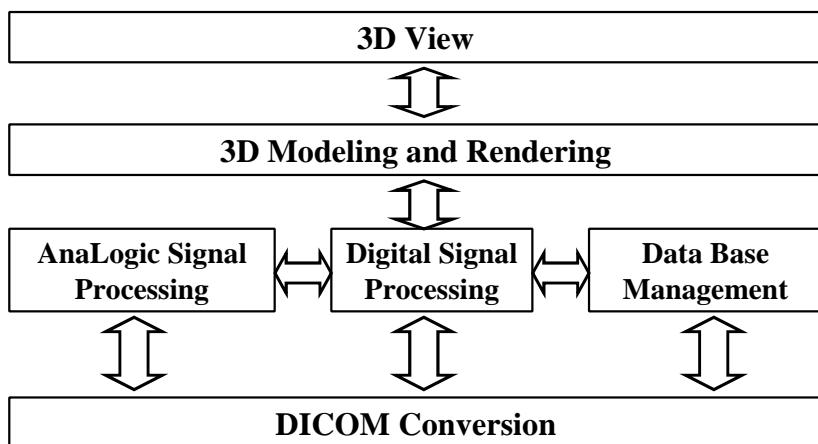 3D View
3D Modeling and Rendering
AnaLogic Signal
Processing
Digital Signal
Processing
Data Base
Management
DICOM Conversion